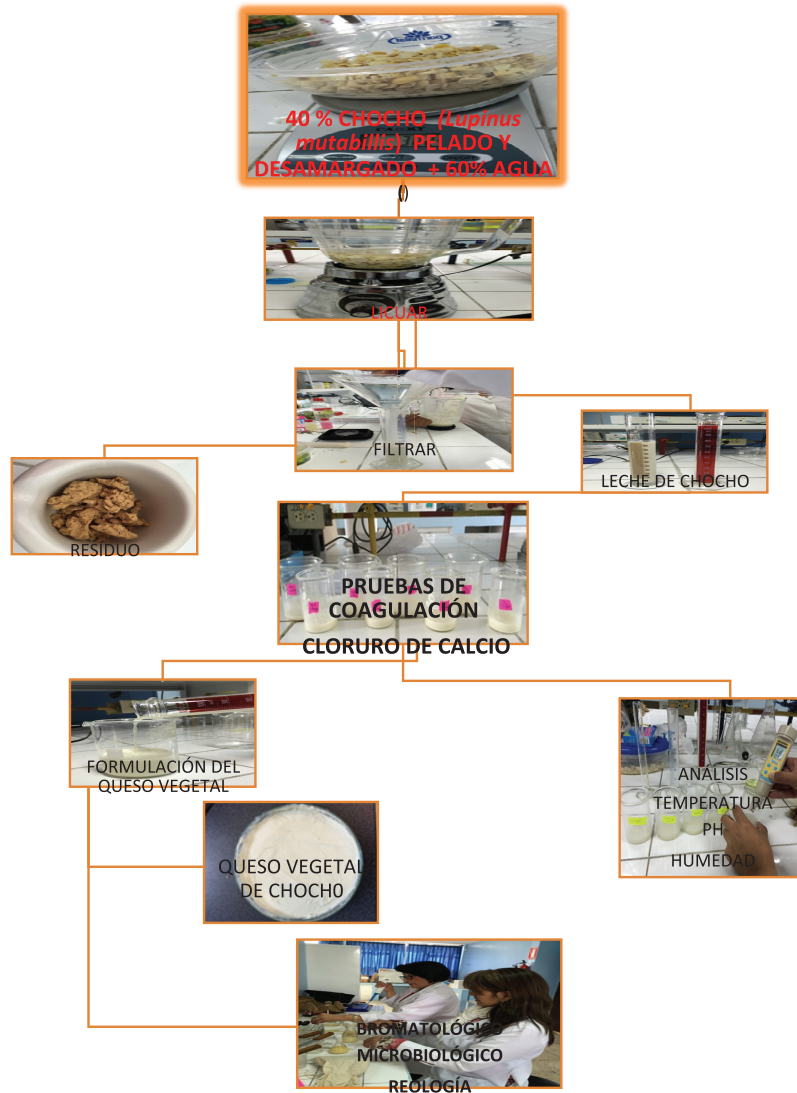 40 % CHOCHO (Lupinus
mutabillis) PELADO Y
DESAMARGADO + 60% AGUA
()
LICUAR
FILTRAR
LECHE DE CHOCHO
RESIDUO
PRUEBAS DE
COAGULACIÓN
CLORURO DE CALCIO
FORMULACIÓN DEL
QUESO VEGETAL
ANÁLISIS
TEMPERATURA
PH
HUMEDAD
QUESO VEGETAL
DE CHOCH0
BROMATOLÓGICO
MICROBIOLÓGICO
REOLOGÍA